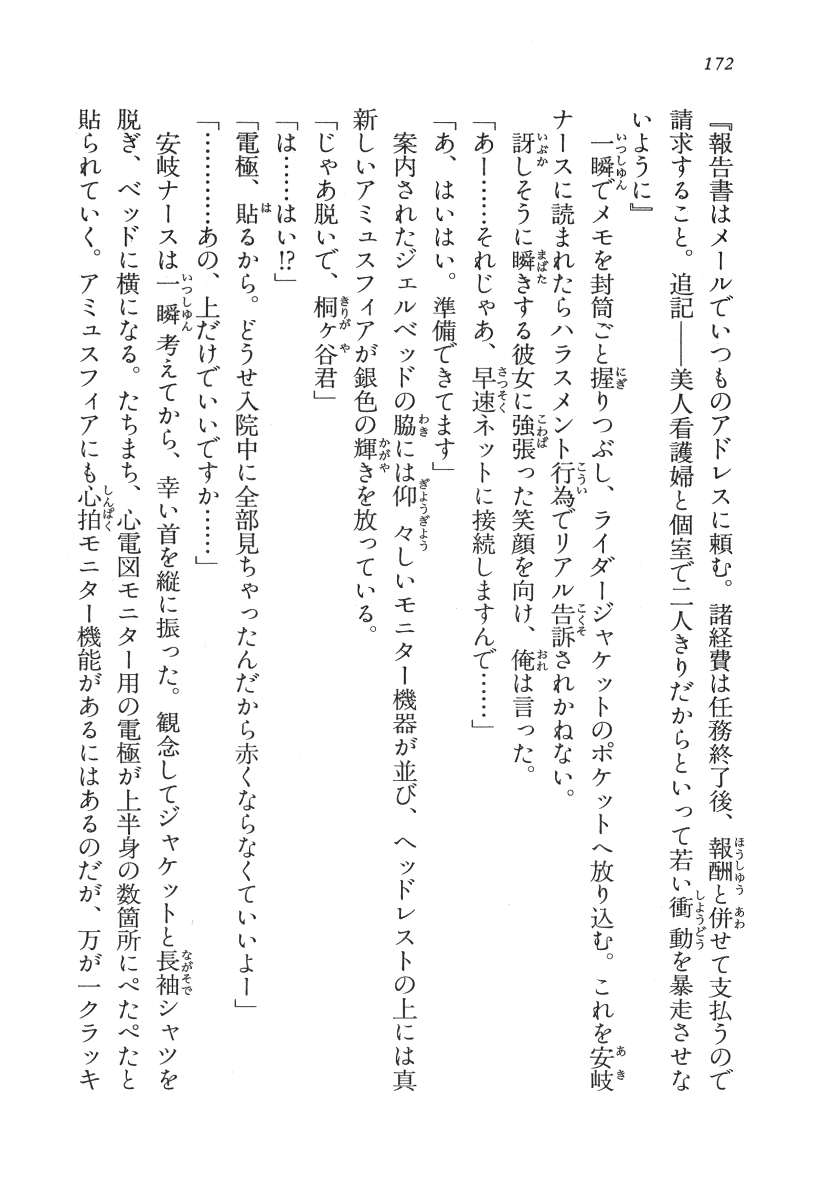 172
『報告書はメールでいつものアドレスに頼む。諸経費は任務終了後、報酬と併せて支払うので
請求すること。追記――美人看護婦と個室で二人きりだからといって若い衝動を暴走させな
いように』
　一瞬でメモを封筒ごと握りつぶし、ライダージャケットのポケットへ放り込む。これを安岐
ナースに読まれたらハラスメント行為でリアル告訴されかねない。
　訝しそうに瞬きする彼女に強張った笑顔を向け、俺は言った。
「あー……それじゃあ、早速ネットに接続しますんで……」
「あ、はいはい。準備できてます」
　案内されたジェルベッドの脇には仰々しいモニター機器が並び、ヘッドレストの上には真
新しいアミュスフィアが銀色の輝きを放っている。
「じゃあ脱いで、桐ヶ谷君」
「は……はい!?」
「電極、貼るから。どうせ入院中に全部見ちゃったんだから赤くならなくていいよー」
「…………あの、上だけでいいですか……」
　安岐ナースは一瞬考えてから、幸い首を縦に振った。観念してジャケットと長袖シャツを
脱ぎ、ベッドに横になる。たちまち、心電図モニター用の電極が上半身の数箇所にぺたぺたと
貼られていく。アミュスフィアにも心拍モニター機能があるにはあるのだが、万が一クラッキ